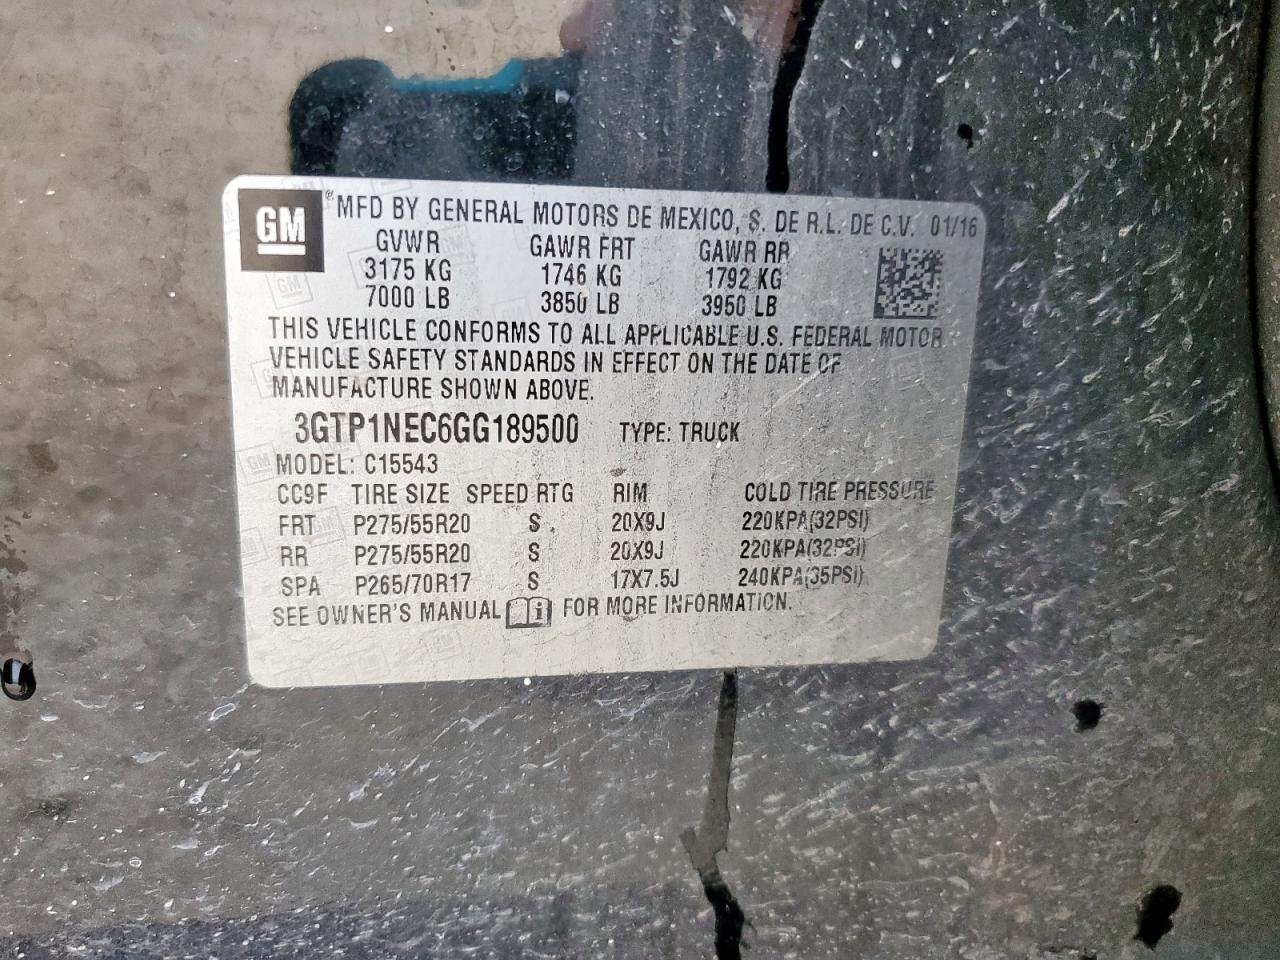 GM ® MFD BY GENERAL MOTORS DE MEXICO, S. DE R.L. DE C.V. 01/16
GVWR GAWR FRT GAWR RR
3175 KG 1746 KG 1792 KG
7000 LB 3850 LB 3950 LB
THIS VEHICLE CONFORMS TO ALL APPLICABLE U.S. FEDERAL MOTOR
VEHICLE SAFETY STANDARDS IN EFFECT ON THE DATE OF
MANUFACTURE SHOWN ABOVE.
3GTP1NEC6GG189500 TYPE: TRUCK
MODEL: C15543
CC9F TIRE SIZE SPEED RTG RIM COLD TIRE PRESSURE
FRT P275/55R20 S 20X9J 220KPA(32PSI)
RR P275/55R20 S 20X9J 220KPA(32PSI)
SPA P265/70R17 S 17X7.5J 240KPA(35PSI)
SEE OWNER'S MANUAL i FOR MORE INFORMATION.